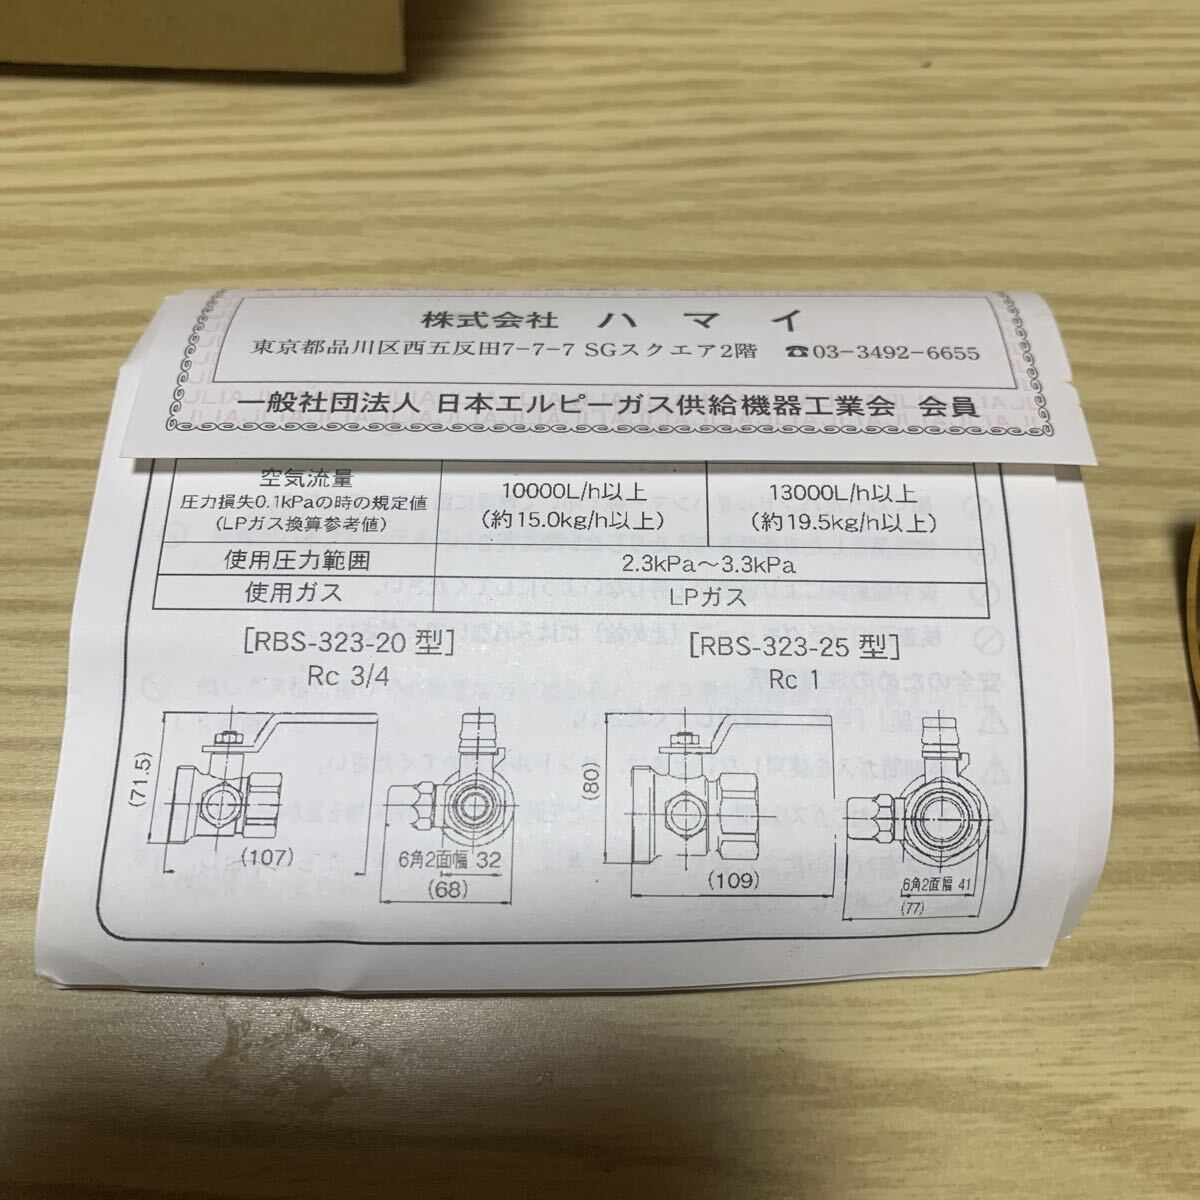 株式会社 ハマイ
東京都品川区西五反田7-7-7 SGスクエア2階 ☎03-3492-6655
一般社団法人 日本エルピーガス供給機器工業会 会員
空気流量
圧力損失0.1kPaの時の規定値
(LPガス換算参考値)
10000L/h以上
(約15.0kg/h以上)
13000L/h以上
(約19.5kg/h以上)
使用圧力範囲
2.3kPa～3.3kPa
使用ガス
LPガス
[RBS-323-20型]
Rc 3/4
[RBS-323-25型]
Rc 1
(71.5)
(107)
6角2面幅 32
(68)
(80)
(109)
6角2面幅 41
(77)